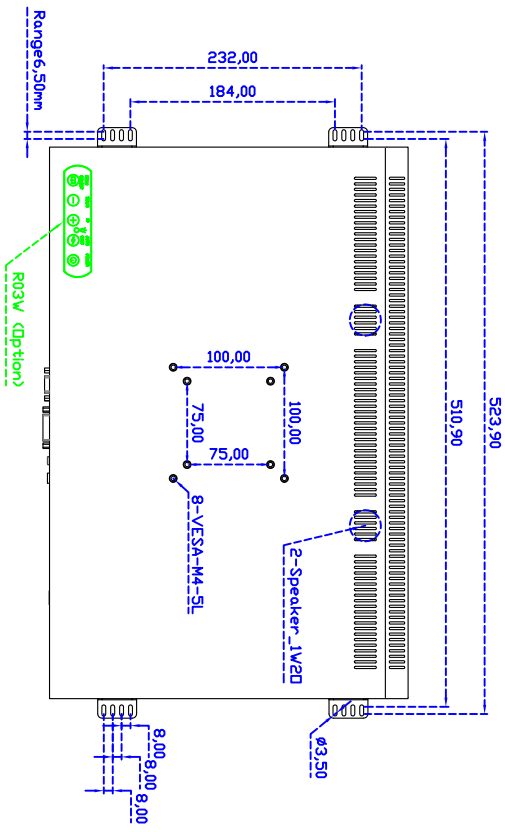 232,00
184,00
Range6,50mm
R03W (Option)
100,00
100,00
75,00
75,00
8-VESA-M4-5L
2-Speaker_1W2Ω
523,90
510,90
ø3,50
8,00
8,00
8,00